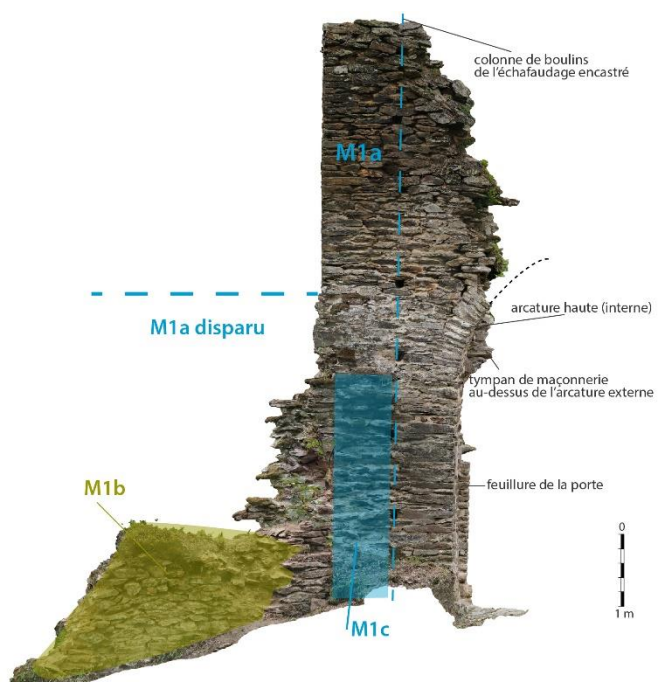 colonne de boulins
de l’échafaudage encastré
M1a
arcature haute (interne)
M1a disparu
tympan de maçonnerie
au-dessus de l’arcature externe
M1b
feuillure de la porte
0
1 m
M1c